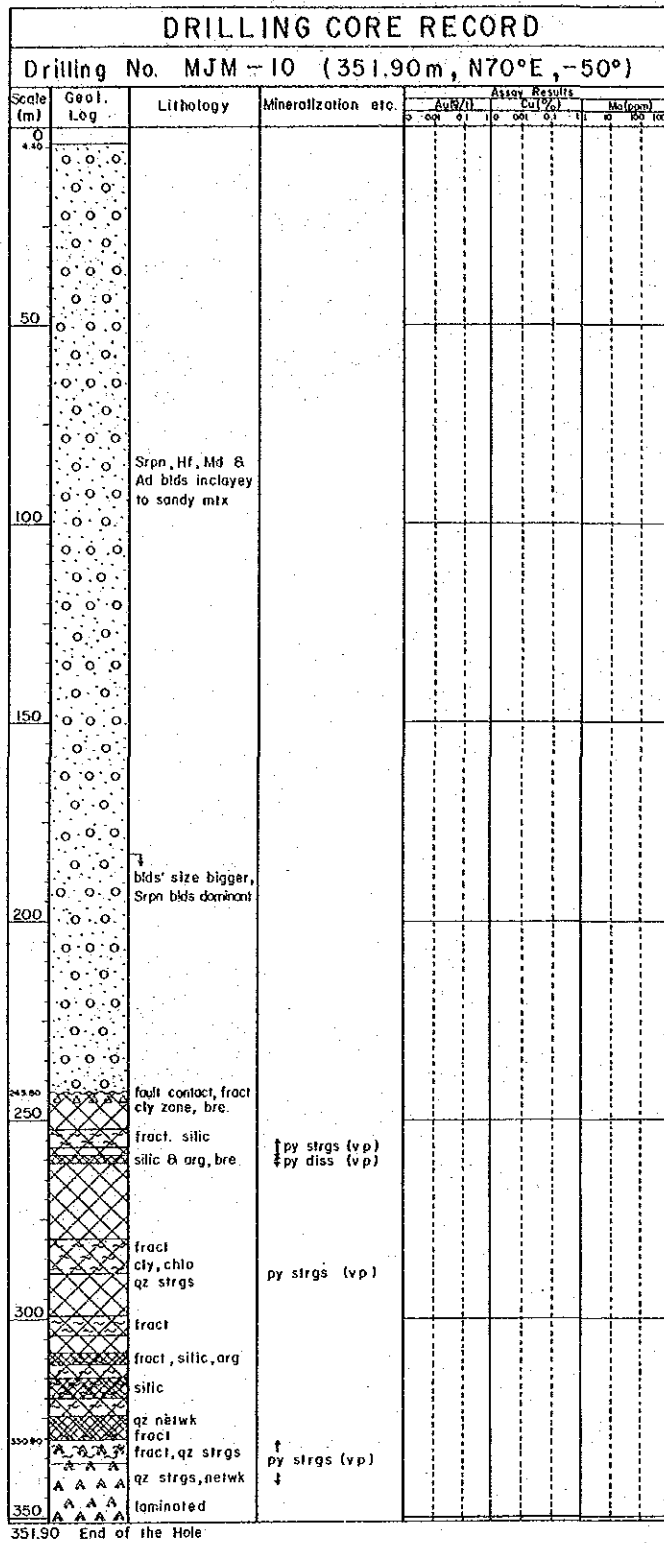 DRILLING CORE RECORD
Drilling No. MJM-10 (351.90m, N70°E, -50°)
Scale (m) Geol. Log Lithology Mineralization etc. Assay Results
Au(g/t) Cu(%) Mo(ppm)
0
4.40
50
Srpn, Hf, Md &
Ad blds inclayey
to sandy mtx
100
150
blds' size bigger,
Srpn blds dominant
200
fault contact, fract
cly zone, bre.
250
fract. silic
py strgs (vp)
silic & arg, bre
py diss (vp)
fract
cly, chlo
qz strgs
py strgs (vp)
300
fract
fract, silic, arg
silic
qz netwk
fract
fract, qz strgs
py strgs (vp)
qz strgs, netwk
laminated
350
351.90 End of the Hole